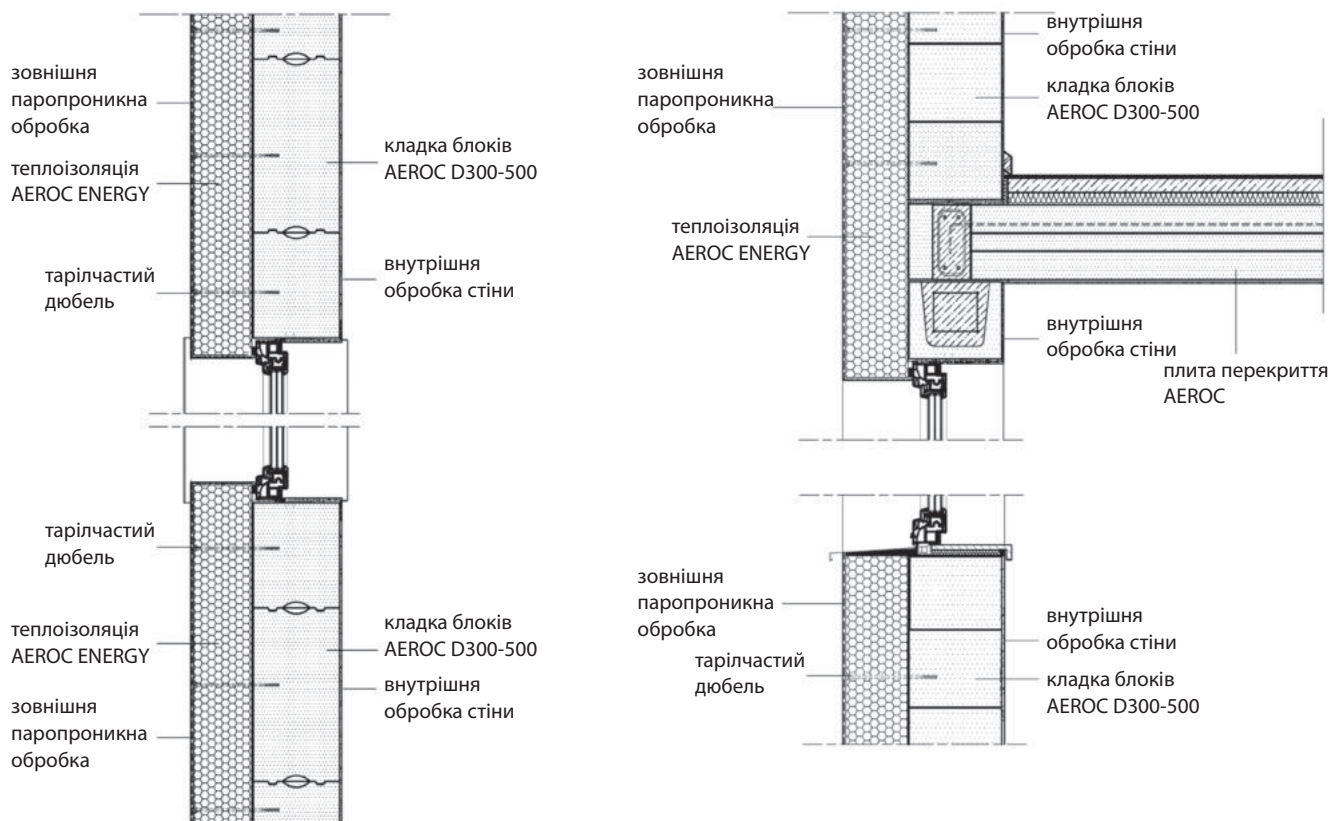 зовнішня
паропроникна
обробка
теплоізоляція
AEROC ENERGY
тарілчастий
дюбель
кладка блоків
AEROC D300-500
внутрішня
обробка стіни
тарілчастий
дюбель
теплоізоляція
AEROC ENERGY
зовнішня
паропроникна
обробка
кладка блоків
AEROC D300-500
внутрішня
обробка стіни
зовнішня
паропроникна
обробка
теплоізоляція
AEROC ENERGY
внутрішня
обробка стіни
кладка блоків
AEROC D300-500
внутрішня
обробка стіни
плита перекриття
AEROC
зовнішня
паропроникна
обробка
тарілчастий
дюбель
внутрішня
обробка стіни
кладка блоків
AEROC D300-500